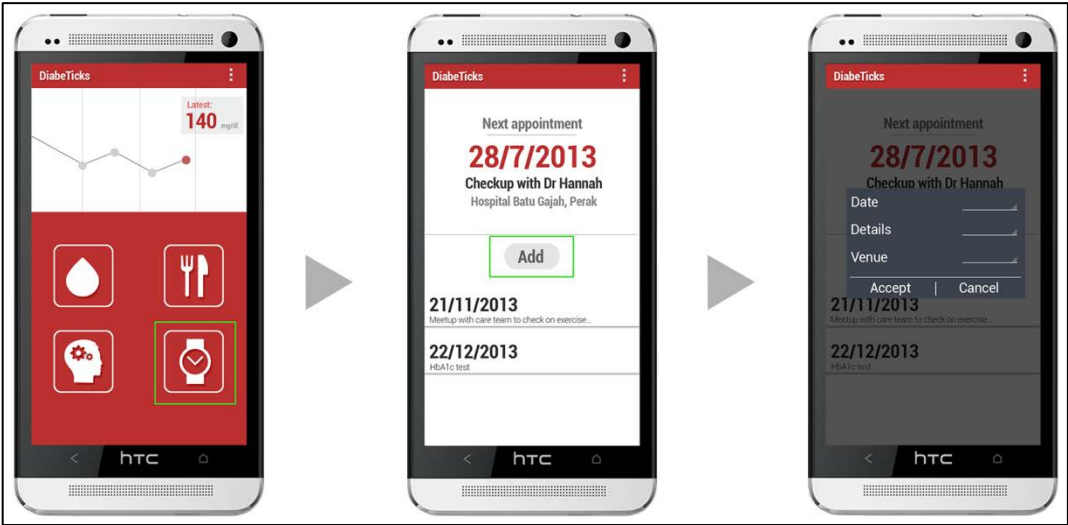 DiabeTicks
Latest:
140 mg/dl
htc
DiabeTicks
Next appointment
28/7/2013
Checkup with Dr Hannah
Hospital Batu Gajah, Perak
Add
21/11/2013
Meetup with care team to check on exercise...
22/12/2013
HbA1c test
htc
DiabeTicks
Next appointment
28/7/2013
Checkup with Dr Hannah
Date
Details
Venue
Accept | Cancel
21/11/2013
Meetup with care team to check on exercise...
22/12/2013
HbA1c test
htc